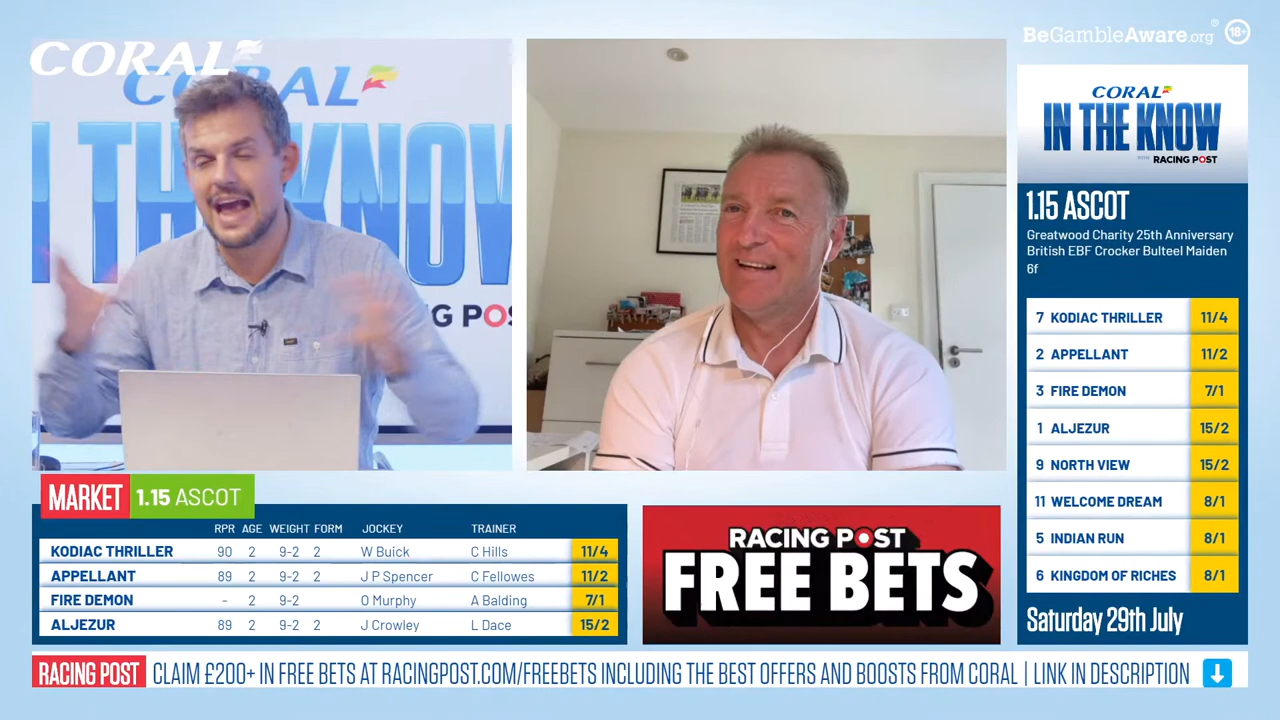 CORAL
CORAL
IN THE KNOW
RACING POS
BeGambleAware.org® 18+
CORAL
IN THE KNOW
WITH RACING POST
1.15 ASCOT
Greatwood Charity 25th Anniversary
British EBF Crocker Bulteel Maiden
6f
7 KODIAC THRILLER 11/4
2 APPELLANT 11/2
3 FIRE DEMON 7/1
1 ALJEZUR 15/2
9 NORTH VIEW 15/2
11 WELCOME DREAM 8/1
5 INDIAN RUN 8/1
6 KINGDOM OF RICHES 8/1
Saturday 29th July
MARKET 1.15 ASCOT
RPR AGE WEIGHT FORM JOCKEY TRAINER
KODIAC THRILLER 90 2 9-2 2 W Buick C Hills 11/4
APPELLANT 89 2 9-2 2 J P Spencer C Fellowes 11/2
FIRE DEMON - 2 9-2 O Murphy A Balding 7/1
ALJEZUR 89 2 9-2 2 J Crowley L Dace 15/2
RACING POST
FREE BETS
RACING POST CLAIM £200+ IN FREE BETS AT RACINGPOST.COM/FREEBETS INCLUDING THE BEST OFFERS AND BOOSTS FROM CORAL | LINK IN DESCRIPTION